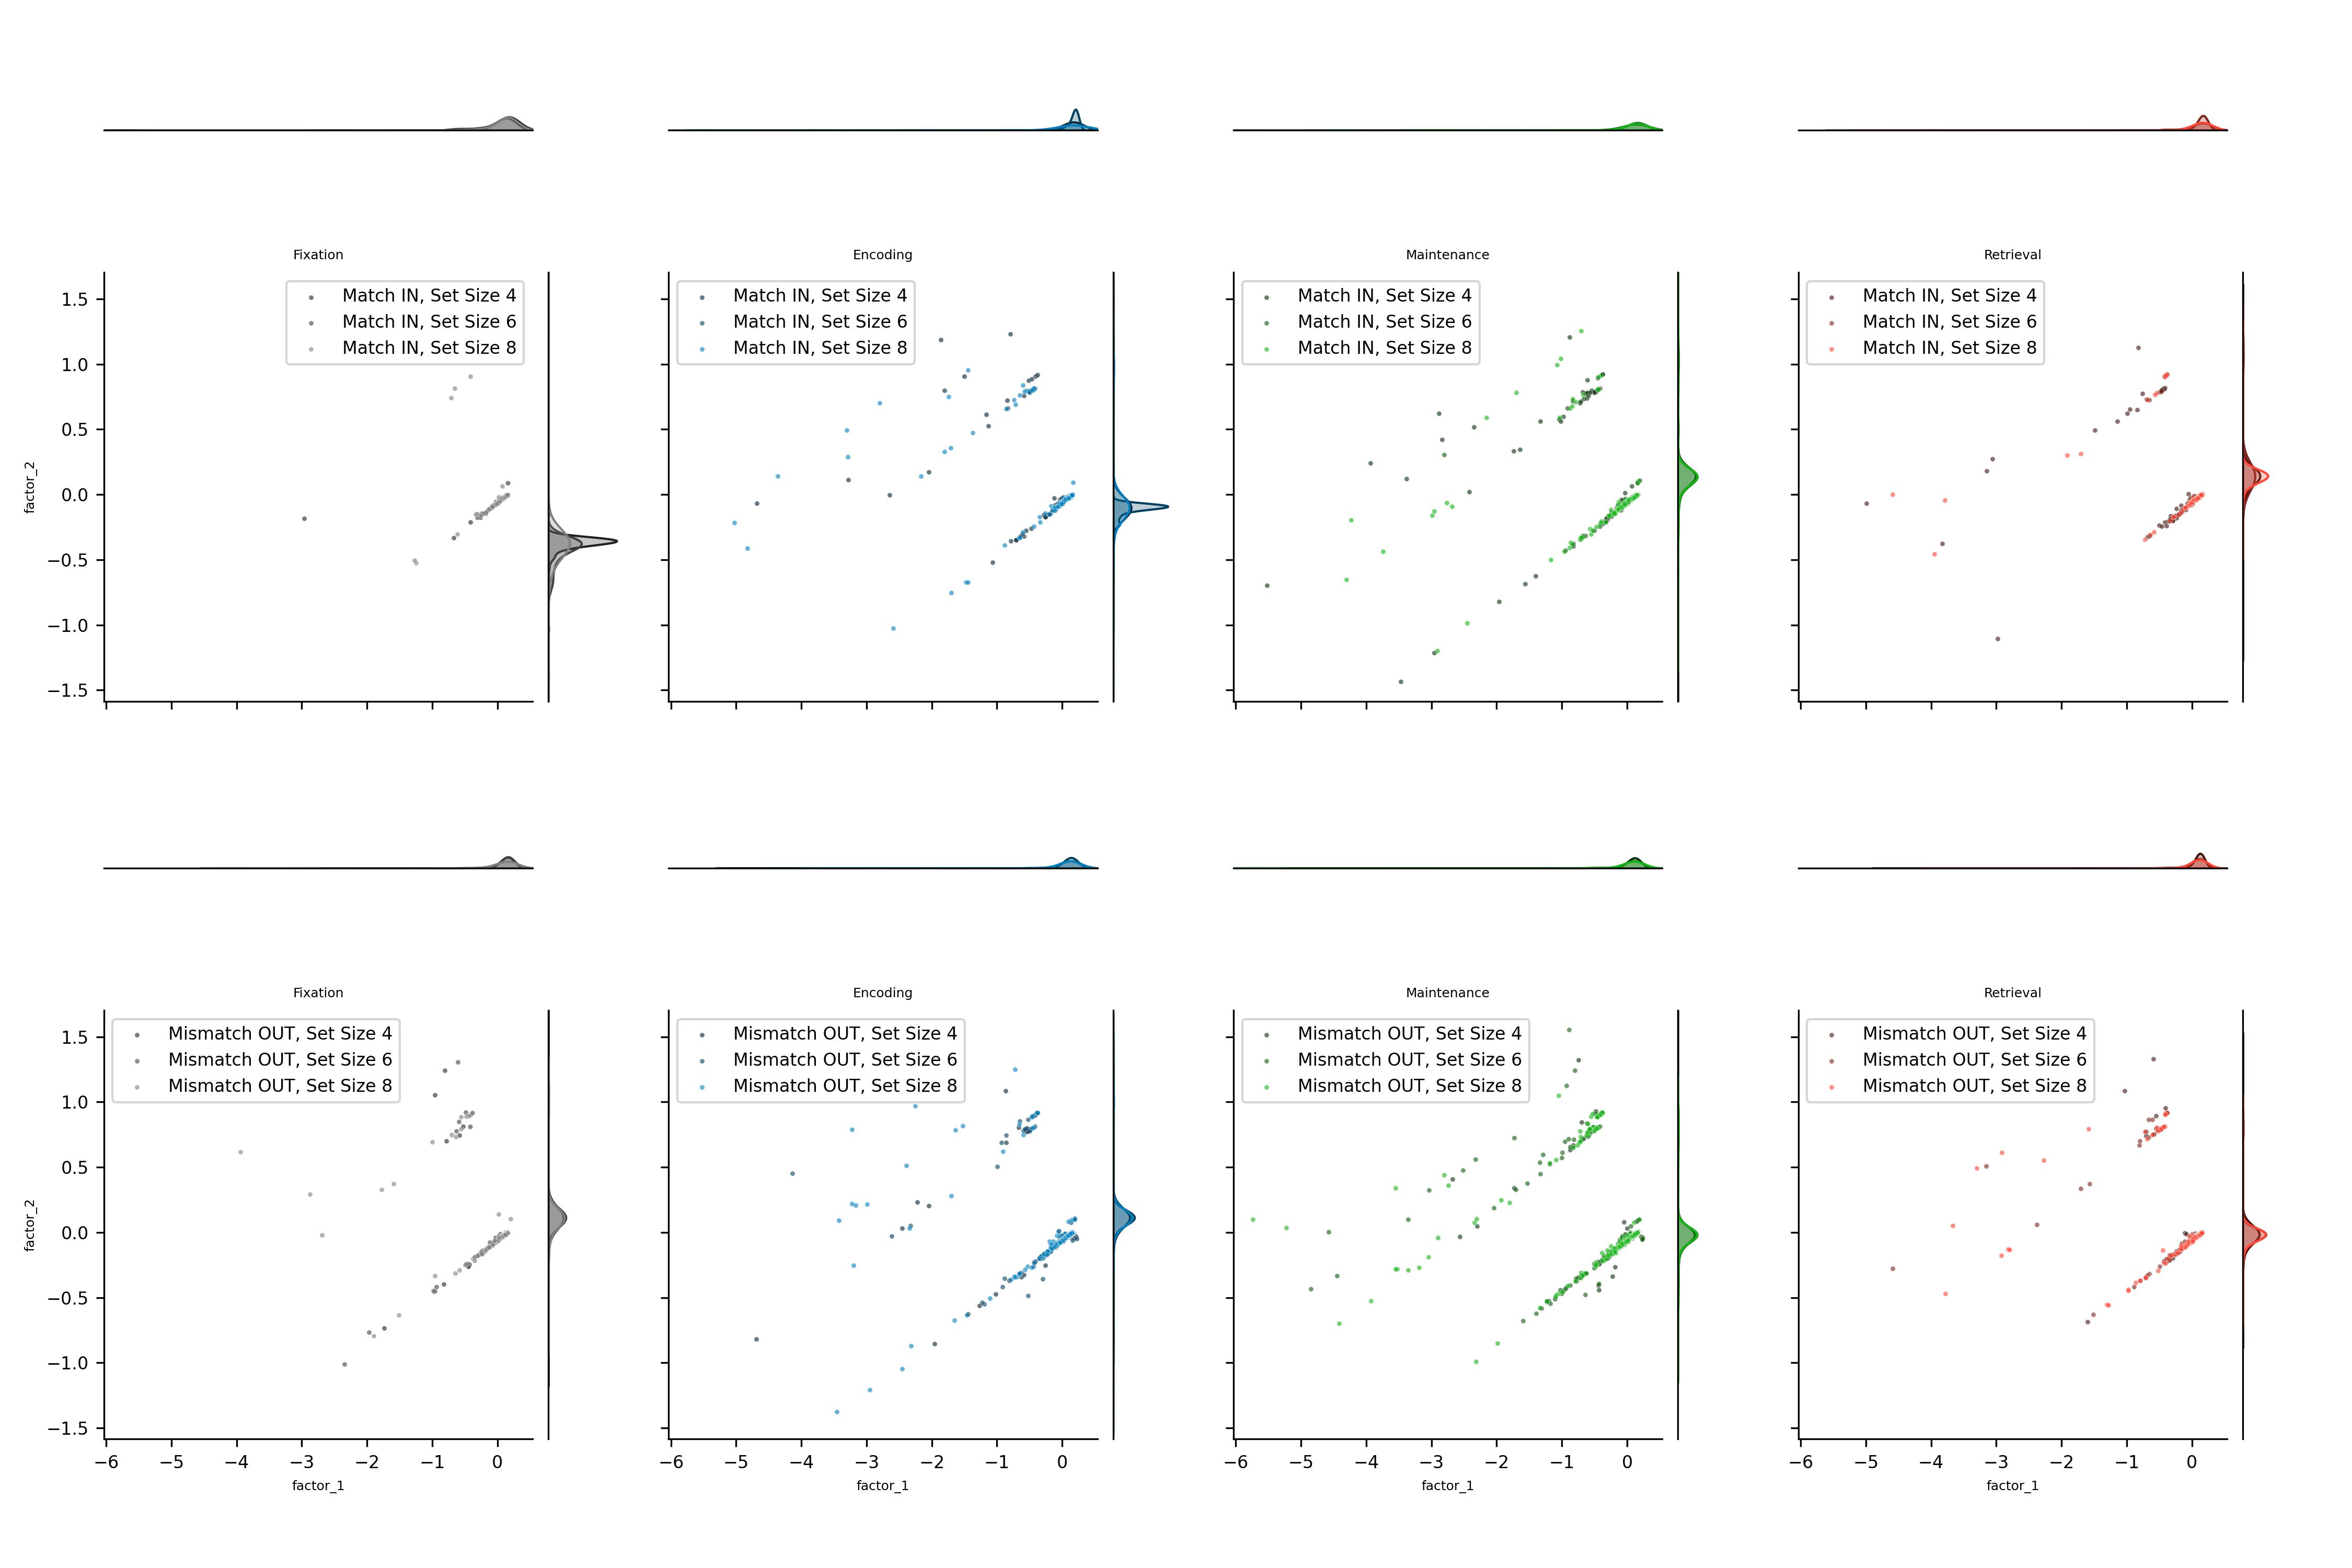 Fixation
Encoding
Maintenance
Retrieval
Match IN, Set Size 4
Match IN, Set Size 6
Match IN, Set Size 8
Match IN, Set Size 4
Match IN, Set Size 6
Match IN, Set Size 8
Match IN, Set Size 4
Match IN, Set Size 6
Match IN, Set Size 8
Match IN, Set Size 4
Match IN, Set Size 6
Match IN, Set Size 8
factor_2
1.5
1.0
0.5
0.0
−0.5
−1.0
−1.5
Fixation
Encoding
Maintenance
Retrieval
Mismatch OUT, Set Size 4
Mismatch OUT, Set Size 6
Mismatch OUT, Set Size 8
Mismatch OUT, Set Size 4
Mismatch OUT, Set Size 6
Mismatch OUT, Set Size 8
Mismatch OUT, Set Size 4
Mismatch OUT, Set Size 6
Mismatch OUT, Set Size 8
Mismatch OUT, Set Size 4
Mismatch OUT, Set Size 6
Mismatch OUT, Set Size 8
factor_2
1.5
1.0
0.5
0.0
−0.5
−1.0
−1.5
−6 −5 −4 −3 −2 −1 0
factor_1
−6 −5 −4 −3 −2 −1 0
factor_1
−6 −5 −4 −3 −2 −1 0
factor_1
−6 −5 −4 −3 −2 −1 0
factor_1